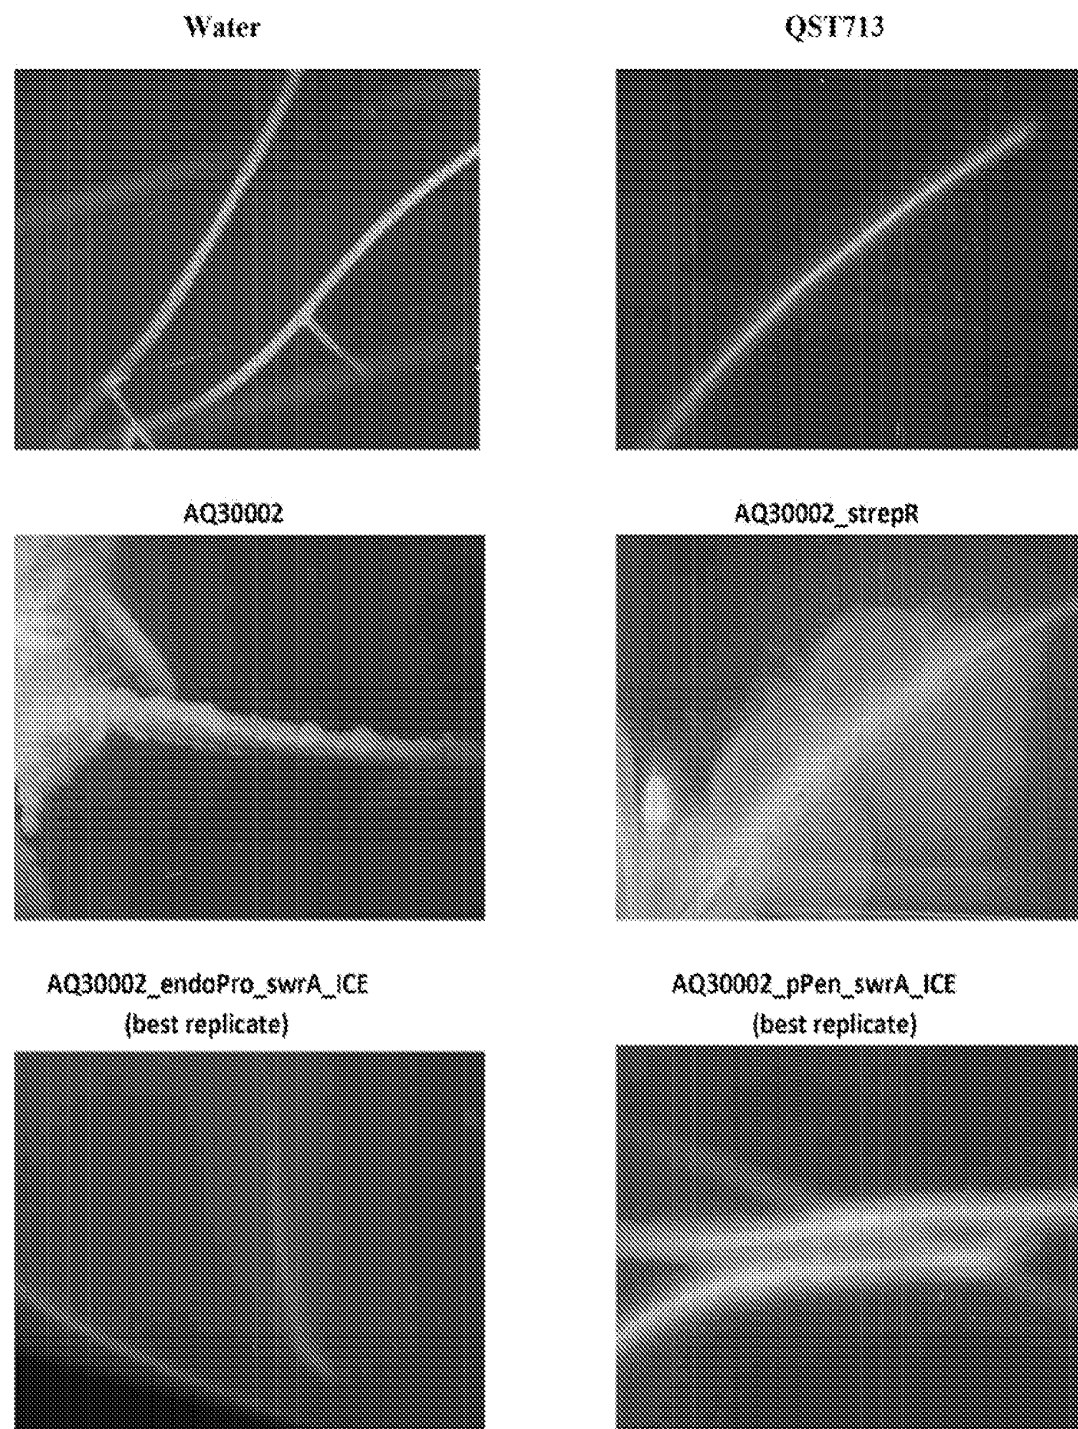 Water
QST713
AQ30002
AQ30002_strepR
AQ30002_endoPro_swrA_ICE
(best replicate)
AQ30002_pPen_swrA_ICE
(best replicate)